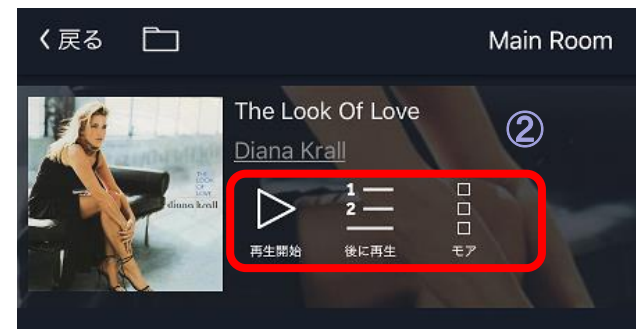 戻る
Main Room
The Look Of Love
Diana Krall
②
THE
LOOK
OF
LOVE
diana krall
1
2
再生開始
後に再生
モア